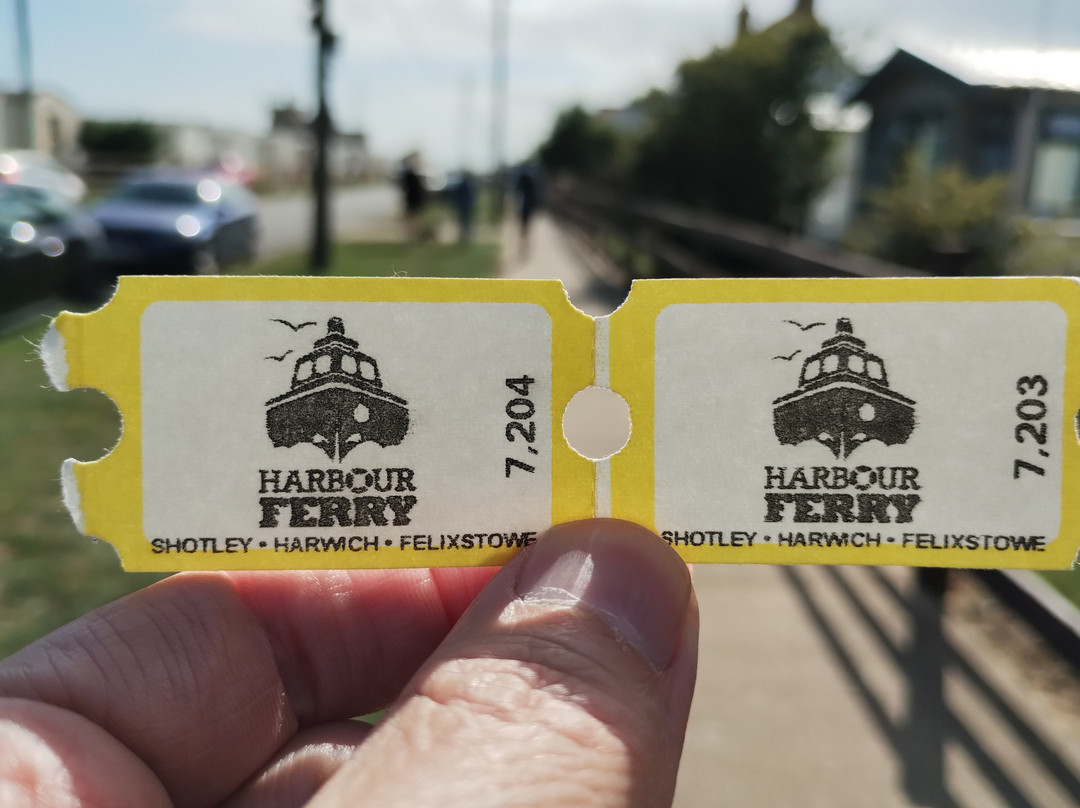 HARBOUR
FERRY
SHOTLEY • HARWICH • FELIXSTOWE
7,204
HARBOUR
FERRY
SHOTLEY • HARWICH • FELIXSTOWE
7,203